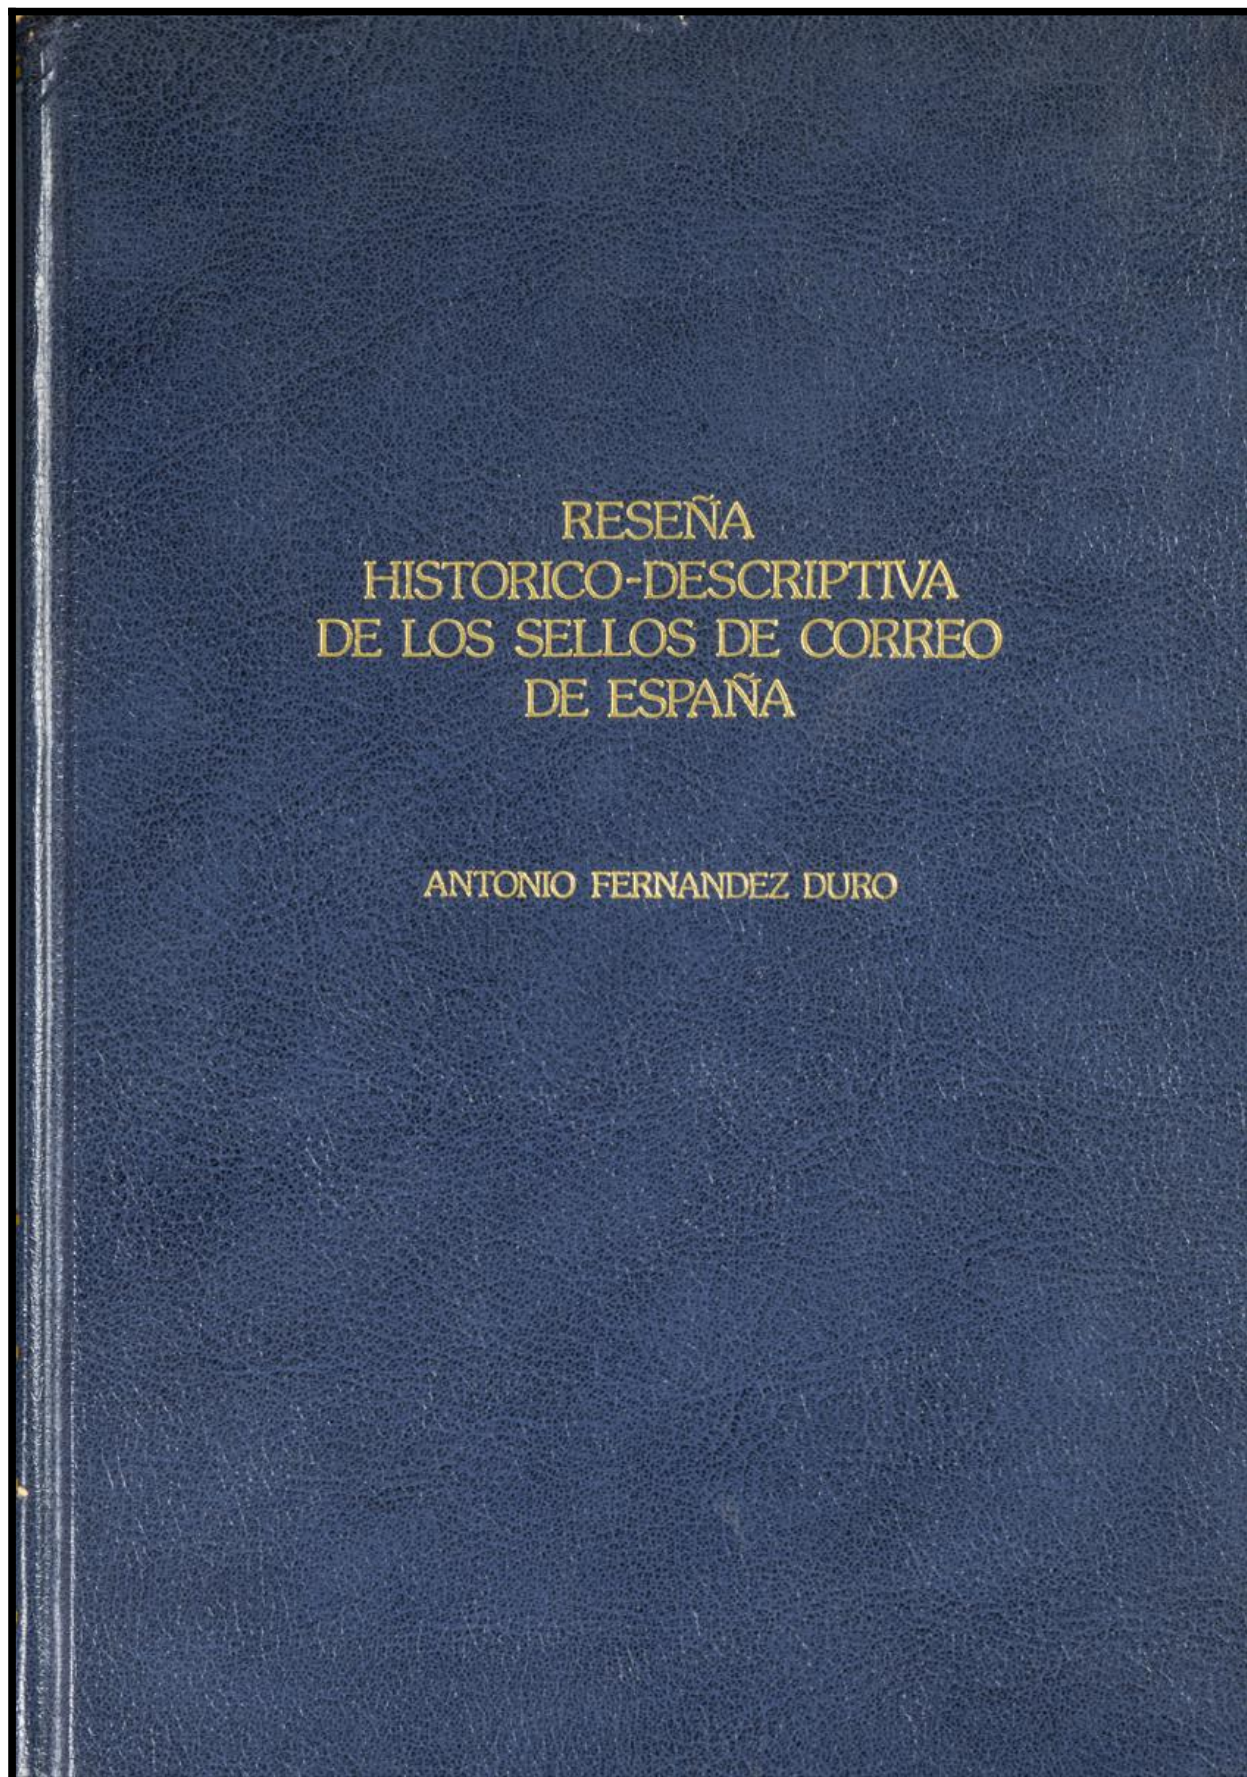 RESEÑA
HISTORICO-DESCRIPTIVA
DE LOS SELLOS DE CORREO
DE ESPAÑA
ANTONIO FERNANDEZ DURO